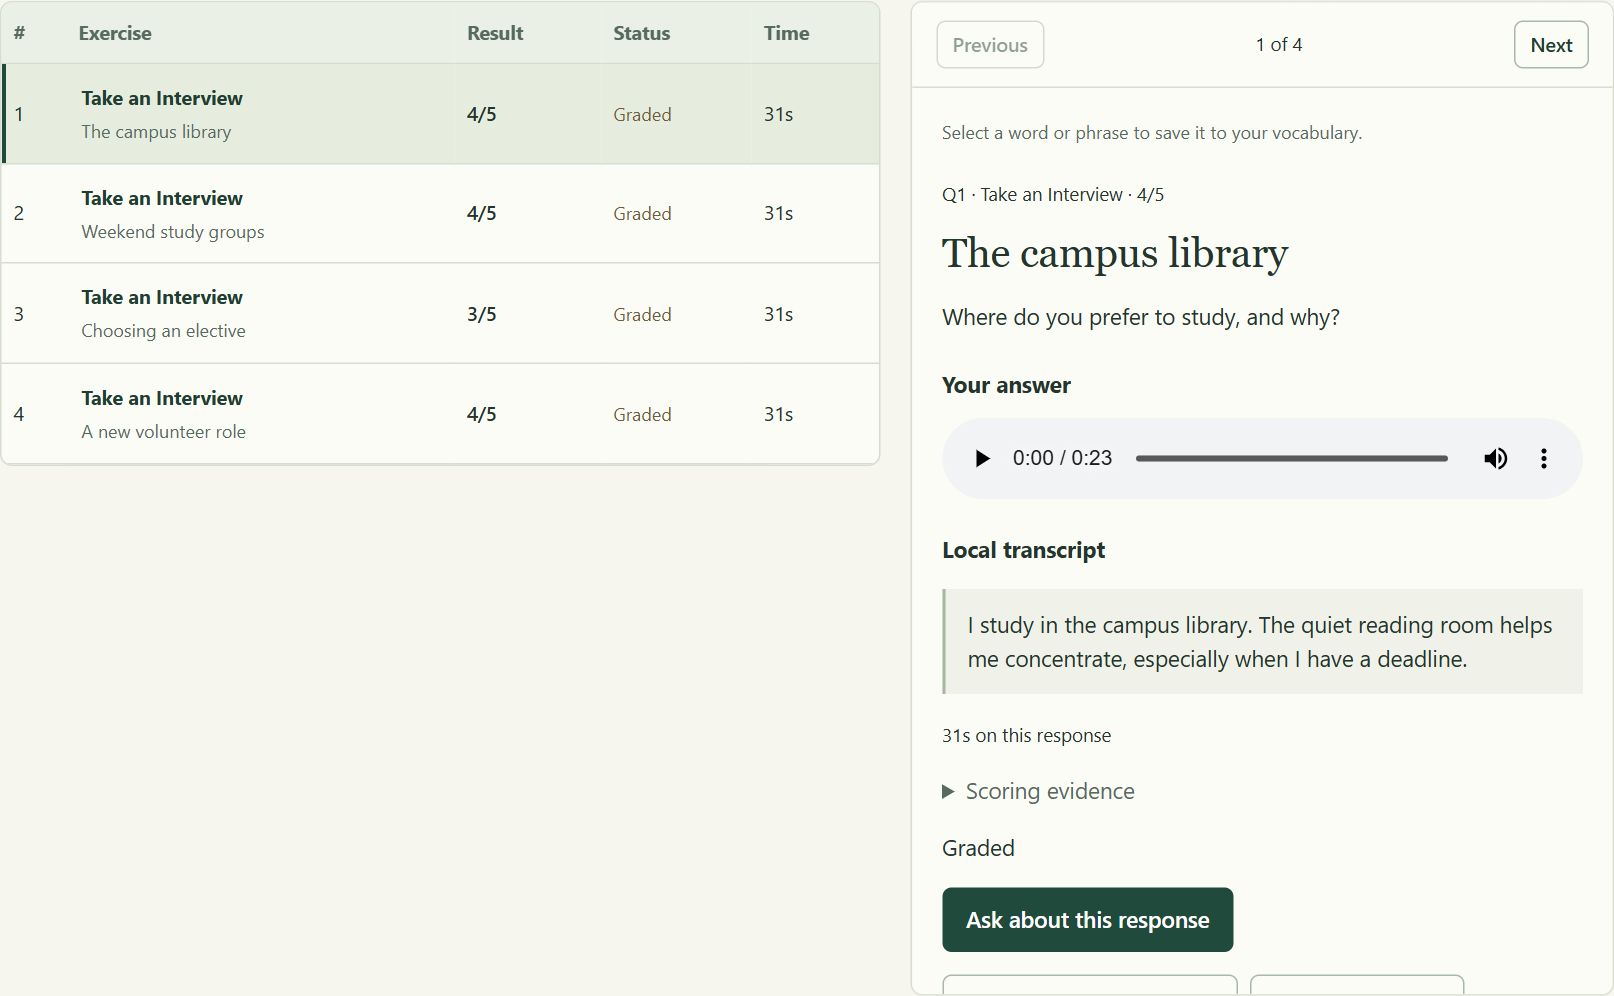 # Exercise Result Status Time
1 Take an Interview 4/5 Graded 31s
The campus library
2 Take an Interview 4/5 Graded 31s
Weekend study groups
3 Take an Interview 3/5 Graded 31s
Choosing an elective
4 Take an Interview 4/5 Graded 31s
A new volunteer role
Previous 1 of 4 Next
Select a word or phrase to save it to your vocabulary.
Q1 · Take an Interview · 4/5
The campus library
Where do you prefer to study, and why?
Your answer
0:00 / 0:23
Local transcript
I study in the campus library. The quiet reading room helps
me concentrate, especially when I have a deadline.
31s on this response
Scoring evidence
Graded
Ask about this response